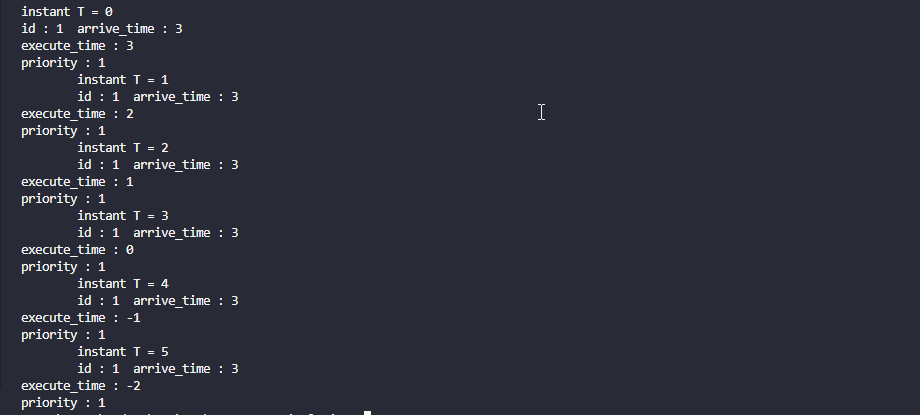 instant T = 0
id : 1  arrive_time : 3
execute_time : 3
priority : 1
instant T = 1
id : 1  arrive_time : 3
execute_time : 2
priority : 1
instant T = 2
id : 1  arrive_time : 3
execute_time : 1
priority : 1
instant T = 3
id : 1  arrive_time : 3
execute_time : 0
priority : 1
instant T = 4
id : 1  arrive_time : 3
execute_time : -1
priority : 1
instant T = 5
id : 1  arrive_time : 3
execute_time : -2
priority : 1